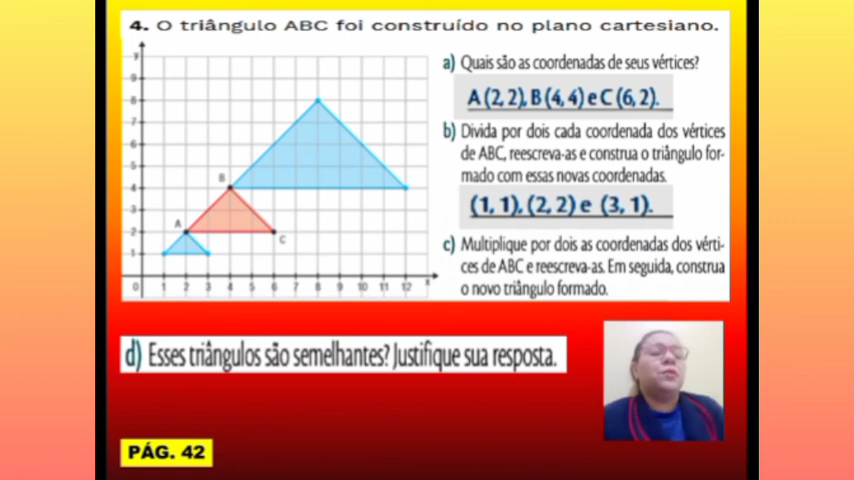 4. O triângulo ABC foi construído no plano cartesiano.
a) Quais são as coordenadas de seus vértices?
A (2, 2), B (4, 4) e C (6, 2).
b) Divida por dois cada coordenada dos vértices
de ABC, reescreva-as e construa o triângulo for-
mado com essas novas coordenadas.
(1, 1), (2, 2) e (3, 1).
c) Multiplique por dois as coordenadas dos vérti-
ces de ABC e reescreva-as. Em seguida, construa
o novo triângulo formado.
y
9
8
7
6
5
4
3
2
1
B
A
C
0 1 2 3 4 5 6 7 8 9 10 11 12 x
d) Esses triângulos são semelhantes? Justifique sua resposta.
PÁG. 42